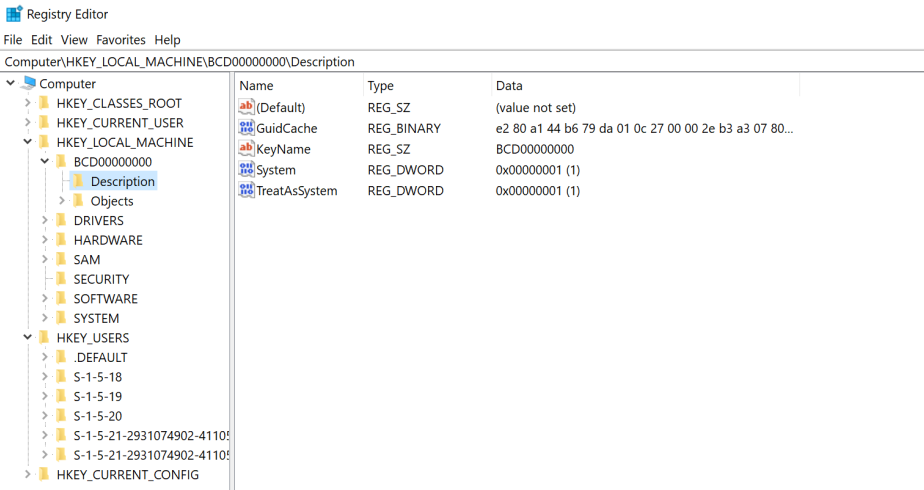 Registry Editor
File Edit View Favorites Help
Computer\HKEY_LOCAL_MACHINE\BCD00000000\Description
Computer
HKEY_CLASSES_ROOT
HKEY_CURRENT_USER
HKEY_LOCAL_MACHINE
BCD00000000
Description
Objects
DRIVERS
HARDWARE
SAM
SECURITY
SOFTWARE
SYSTEM
HKEY_USERS
.DEFAULT
S-1-5-18
S-1-5-19
S-1-5-20
S-1-5-21-2931074902-41105
S-1-5-21-2931074902-41105
HKEY_CURRENT_CONFIG
Name Type Data
(Default) REG_SZ (value not set)
GuidCache REG_BINARY e2 80 a1 44 b6 79 da 01 0c 27 00 00 2e b3 a3 07 80...
KeyName REG_SZ BCD00000000
System REG_DWORD 0x00000001 (1)
TreatAsSystem REG_DWORD 0x00000001 (1)